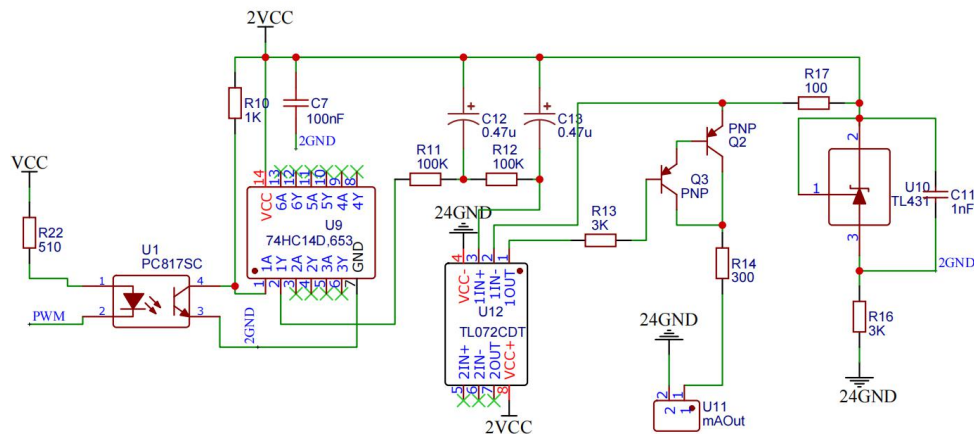 2VCC
R10
1K
C7
100nF
2GND
C12
0.47u
C13
0.47u
R17
100
PNP
Q2
Q3
PNP
2
1
3
U10
TL431
C11
1nF
2GND
R16
3K
24GND
VCC
R22
510
U1
PC817SC
1
2
4
3
PWM
2GND
14
13
12
11
10
9
8
VCC
6A
6Y
5A
5Y
4A
4Y
U9
74HC14D,653
1A
1Y
2A
2Y
3A
3Y
GND
1
2
3
4
5
6
7
R11
100K
R12
100K
24GND
4
3
2
1
VCC-
1IN+
1IN-
1OUT
U12
TL072CDT
2IN+
2IN-
2OUT
VCC+
5
6
7
8
2VCC
R13
3K
R14
300
24GND
2
1
2
1
U11
mAOut